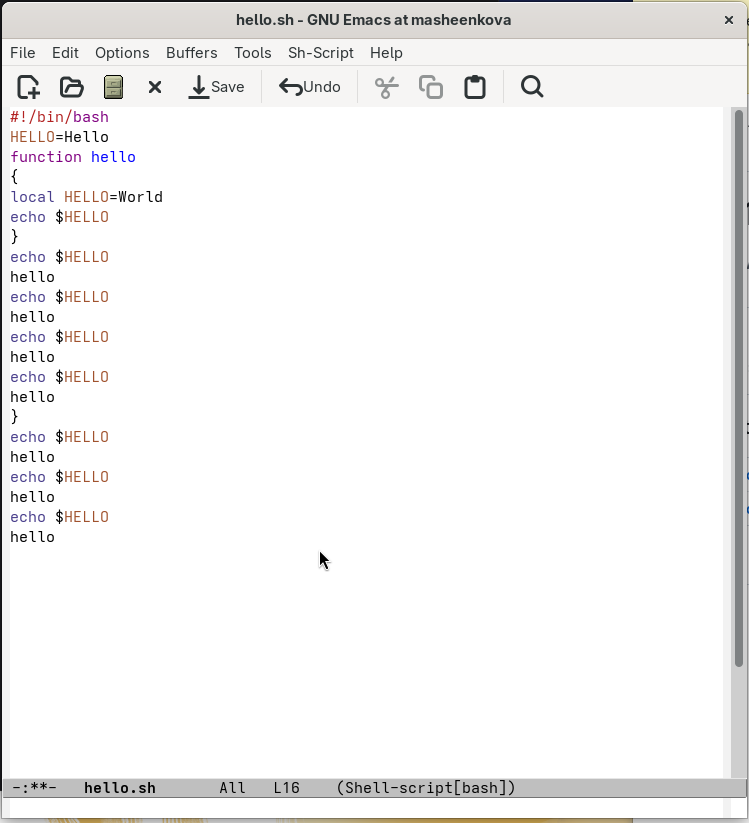 hello.sh - GNU Emacs at masheenkova
File Edit Options Buffers Tools Sh-Script Help
Save Undo
#!/bin/bash
HELLO=Hello
function hello
{
local HELLO=World
echo $HELLO
}
echo $HELLO
hello
echo $HELLO
hello
echo $HELLO
hello
echo $HELLO
hello
}
echo $HELLO
hello
echo $HELLO
hello
echo $HELLO
hello
-:**- hello.sh All L16 (Shell-script[bash])